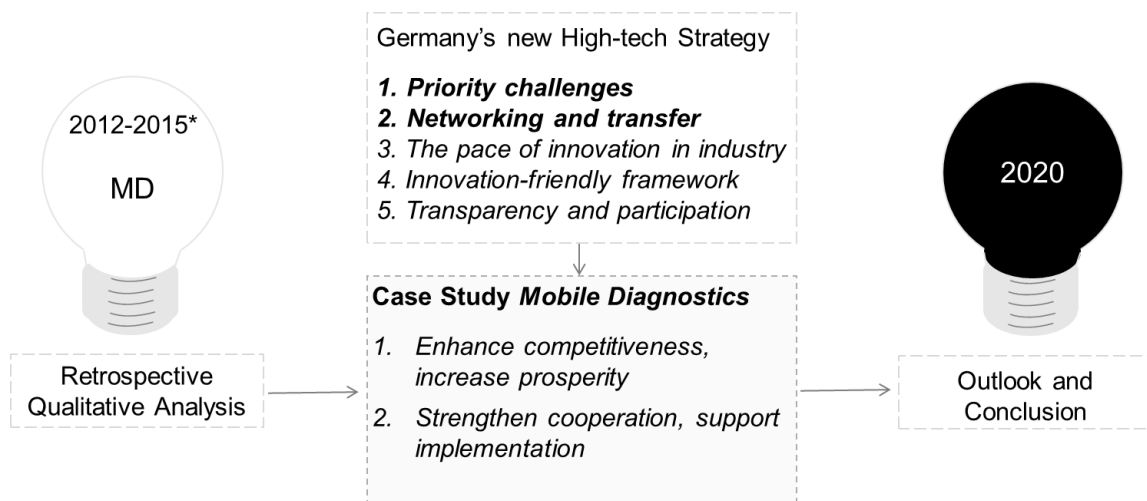 2012-2015*
MD
Retrospective
Qualitative Analysis
Germany's new High-tech Strategy
1. Priority challenges
2. Networking and transfer
3. The pace of innovation in industry
4. Innovation-friendly framework
5. Transparency and participation
Case Study Mobile Diagnostics
1. Enhance competitiveness,
increase prosperity
2. Strengthen cooperation, support
implementation
2020
Outlook and
Conclusion